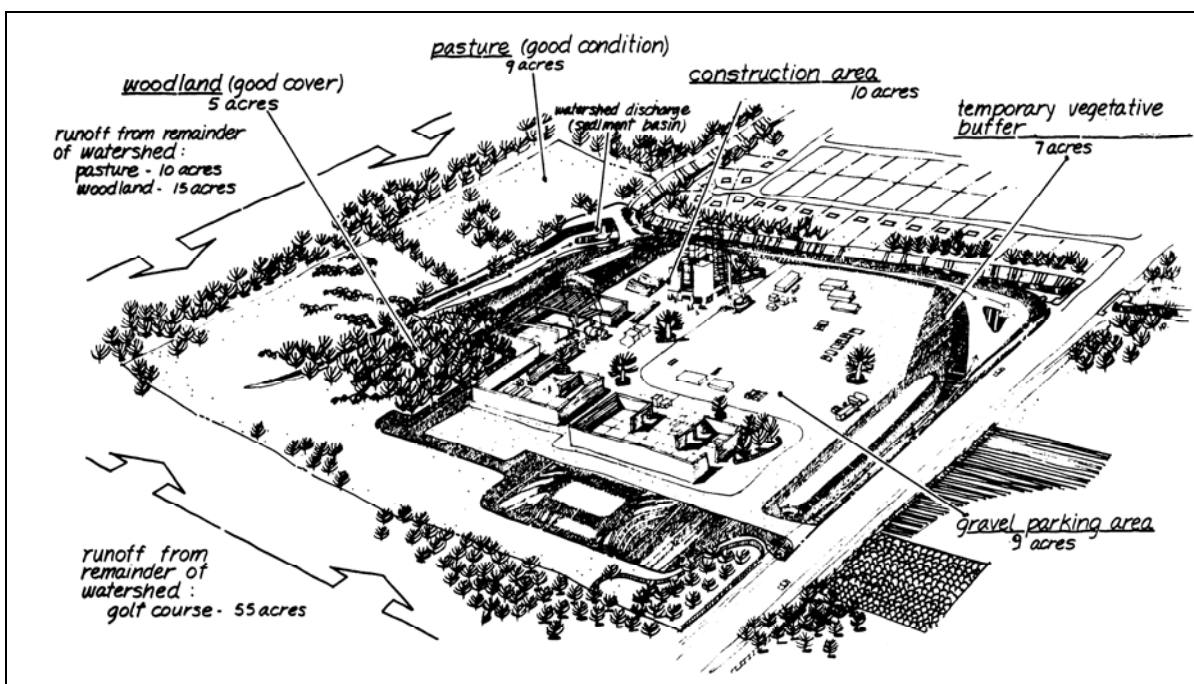 pasture (good condition)
9 acres
woodland (good cover)
5 acres
construction area
10 acres
watershed discharge
(sediment basin)
temporary vegetative
buffer
7 acres
runoff from remainder
of watershed:
pasture - 10 acres
woodland - 15 acres
gravel parking area
9 acres
runoff from
remainder of
watershed:
golf course - 55 acres